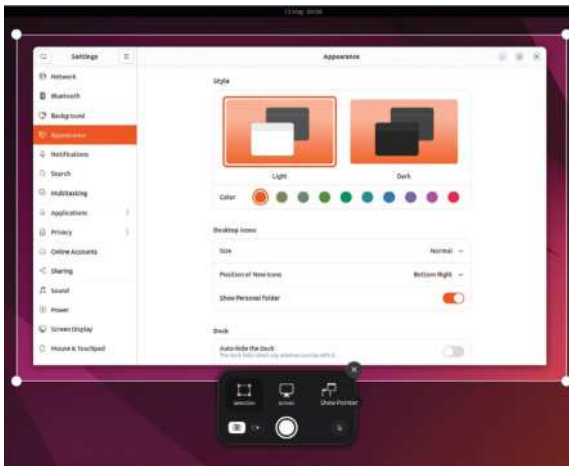 Settings
Appearance
Network
Bluetooth
Background
Appearance
Notifications
Search
Multitasking
Applications
Privacy
Online Accounts
Sharing
Sound
Power
Screen Display
Mouse & Touchpad
Style
Light
Dark
Color
Desktop Icons
Size
Normal
Position of New Icons
Bottom Right
Show Personal folder
Dock
Auto-hide the Dock
Selection
Screen
Show Pointer